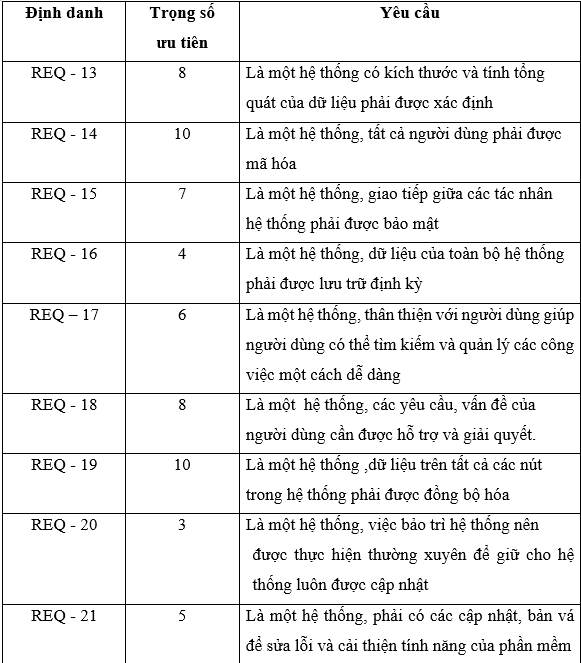 Định danh Trọng số Yêu cầu
ưu tiên
REQ - 13 8 Là một hệ thống có kích thước và tính tổng
quát của dữ liệu phải được xác định
REQ - 14 10 Là một hệ thống, tất cả người dùng phải được
mã hóa
REQ - 15 7 Là một hệ thống, giao tiếp giữa các tác nhân
hệ thống phải được bảo mật
REQ - 16 4 Là một hệ thống, dữ liệu của toàn bộ hệ thống
phải được lưu trữ định kỳ
REQ – 17 6 Là một hệ thống, thân thiện với người dùng giúp
người dùng có thể tìm kiếm và quản lý các công
việc một cách dễ dàng
REQ - 18 8 Là một hệ thống, các yêu cầu, vấn đề của
người dùng cần được hỗ trợ và giải quyết.
REQ - 19 10 Là một hệ thống ,dữ liệu trên tất cả các nút
trong hệ thống phải được đồng bộ hóa
REQ - 20 3 Là một hệ thống, việc bảo trì hệ thống nên
được thực hiện thường xuyên để giữ cho hệ
thống luôn được cập nhật
REQ - 21 5 Là một hệ thống, phải có các cập nhật, bản vá
để sửa lỗi và cải thiện tính năng của phần mềm